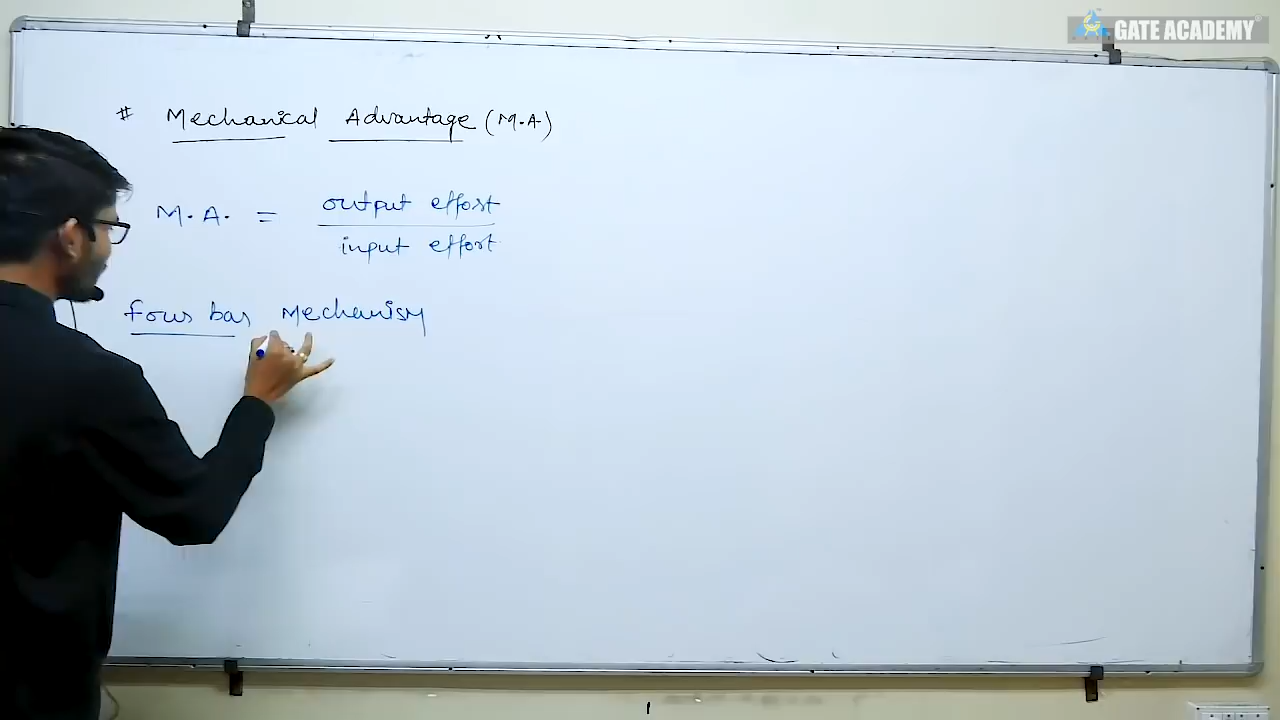 GATE ACADEMY
# Mechanical Advantage (M.A)
M.A. = output effort
input effort
four bar Mechanism